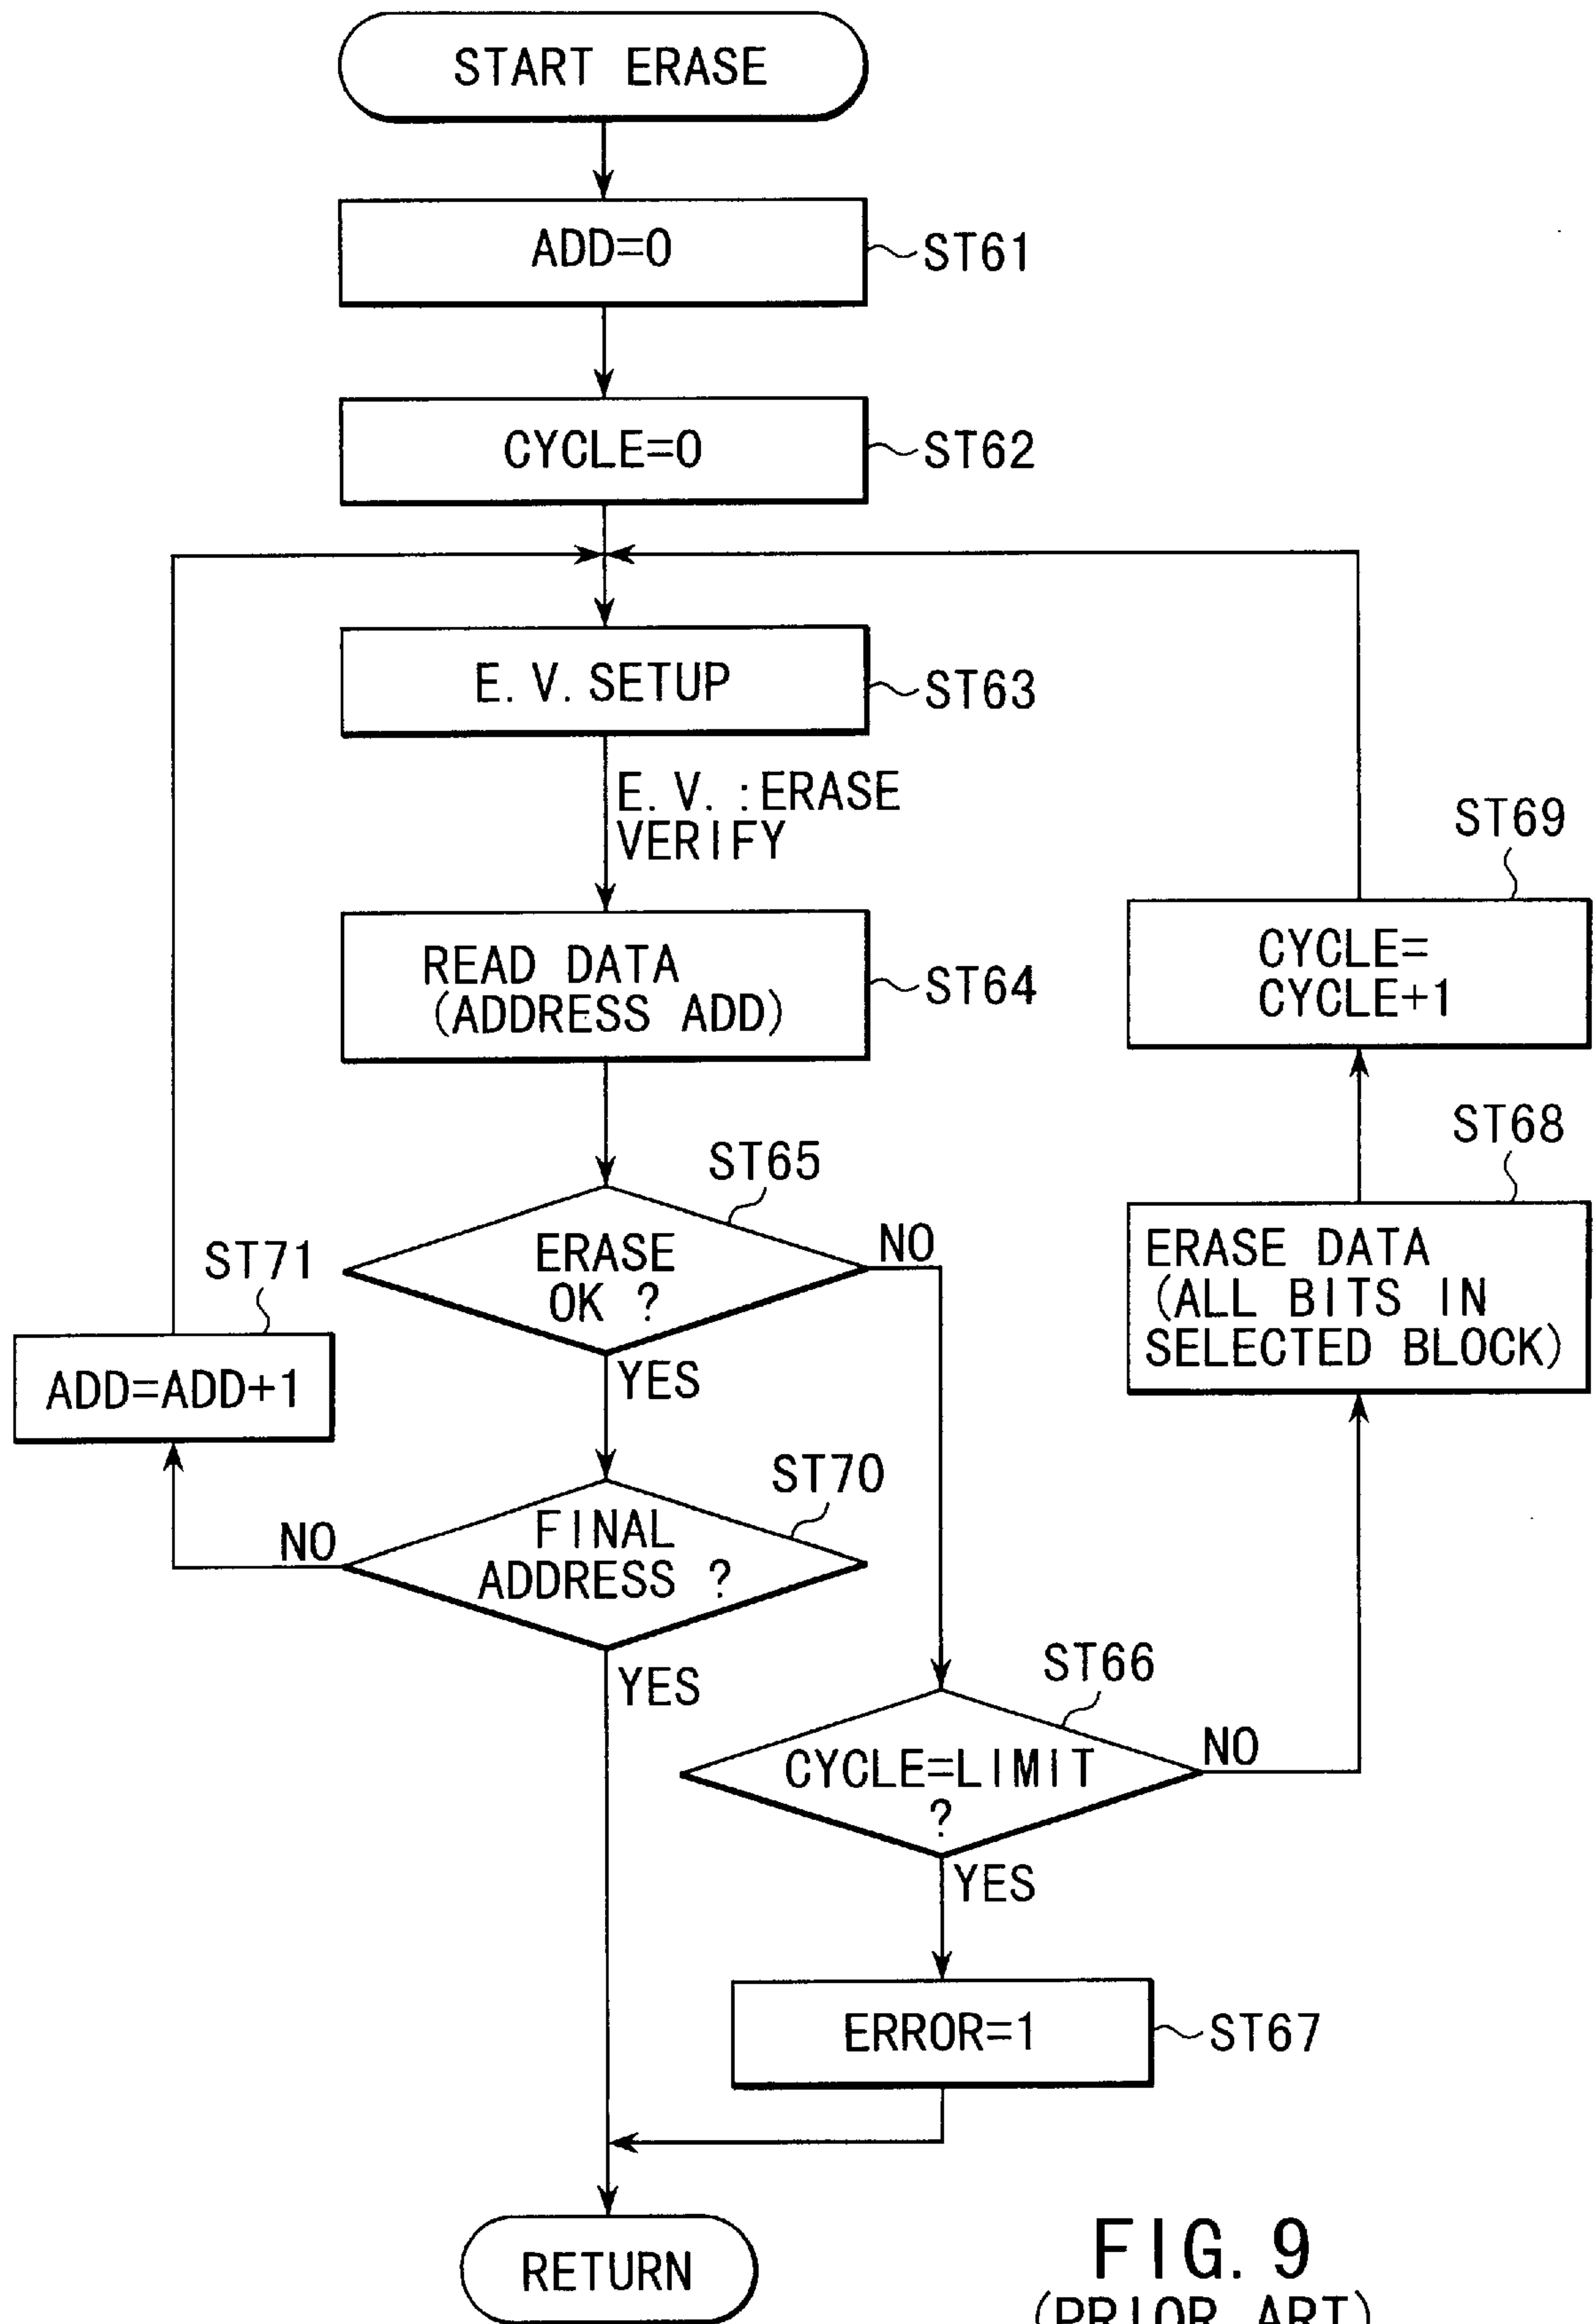 START ERASE
ADD=0
ST61
CYCLE=0
ST62
E. V. SETUP
ST63
E. V. :ERASE
VERIFY
READ DATA
(ADDRESS ADD)
ST64
ST65
ERASE
OK ?
NO
YES
ST70
FINAL
ADDRESS ?
NO
YES
ST71
ADD=ADD+1
ST66
CYCLE=LIMIT
?
NO
YES
ERROR=1
ST67
ST68
ERASE DATA
(ALL BITS IN
SELECTED BLOCK)
ST69
CYCLE=
CYCLE+1
RETURN
FIG. 9
(PRIOR ART)